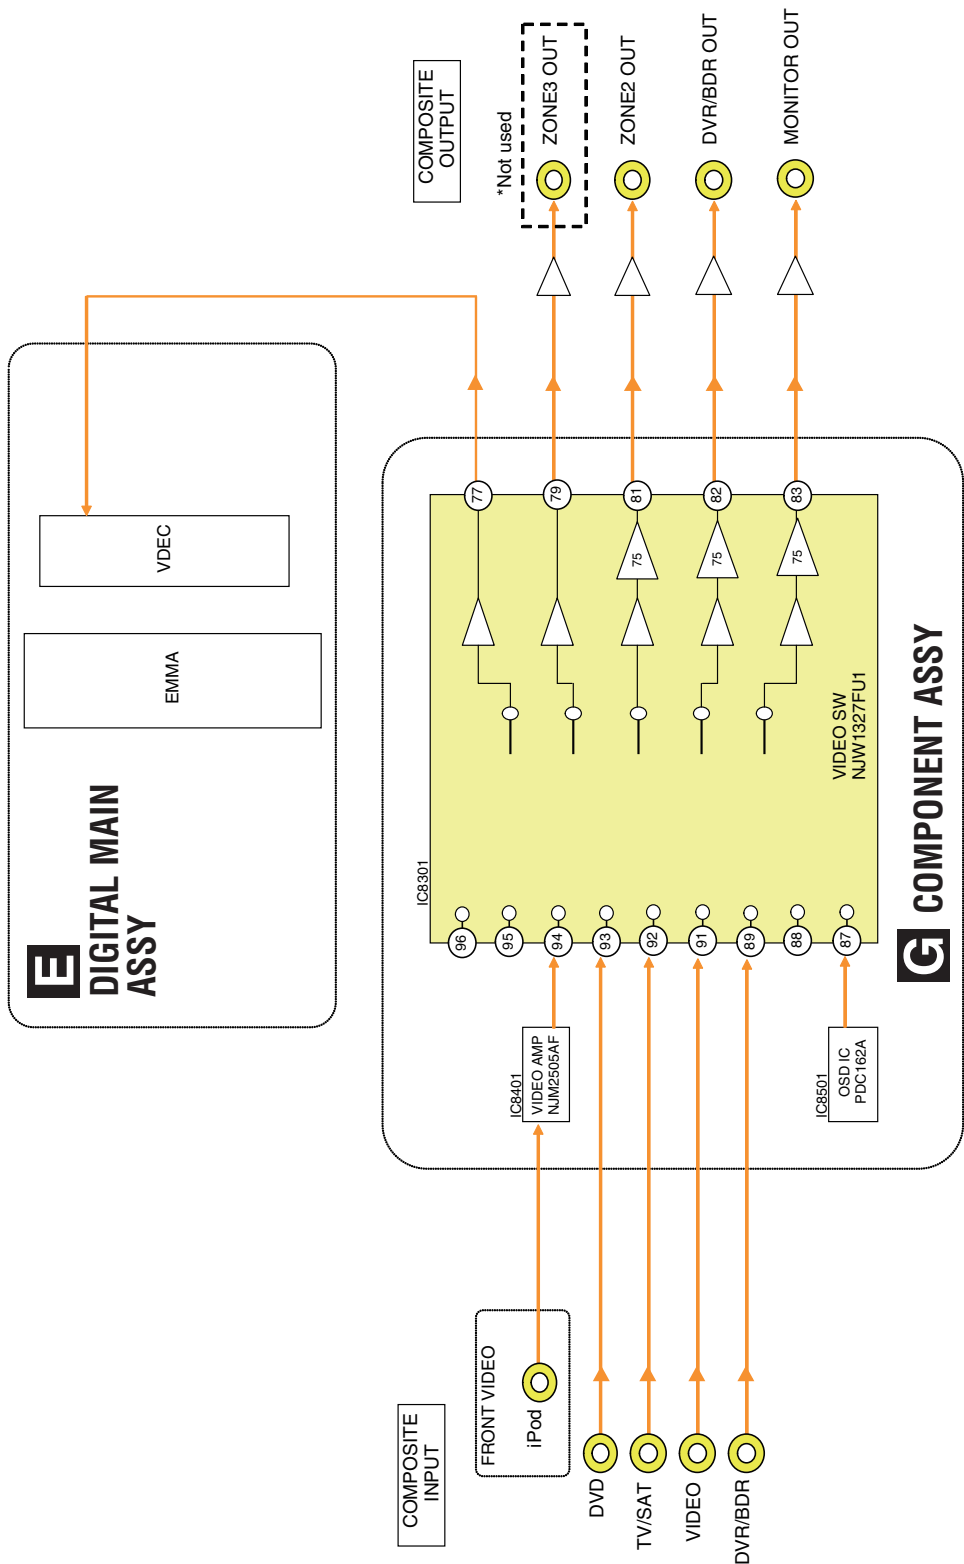 COMPOSITE
INPUT
FRONT VIDEO
iPod
DVD
TV/SAT
VIDEO
DVR/BDR
E
DIGITAL MAIN
ASSY
EMMA
VDEC
G COMPONENT ASSY
IC8401
VIDEO AMP
NJM2505AF
IC8501
OSD IC
PDC162A
IC8301
96
95
94
93
92
91
89
88
87
VIDEO SW
NJW1327FU1
75
75
75
77
79
81
82
83
COMPOSITE
OUTPUT
*Not used
ZONE3 OUT
ZONE2 OUT
DVR/BDR OUT
MONITOR OUT